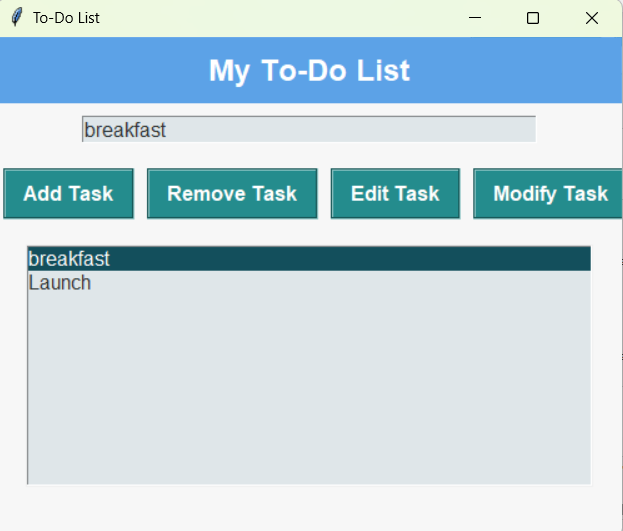 To-Do List
My To-Do List
breakfast
Add Task Remove Task Edit Task Modify Task
breakfast
Launch